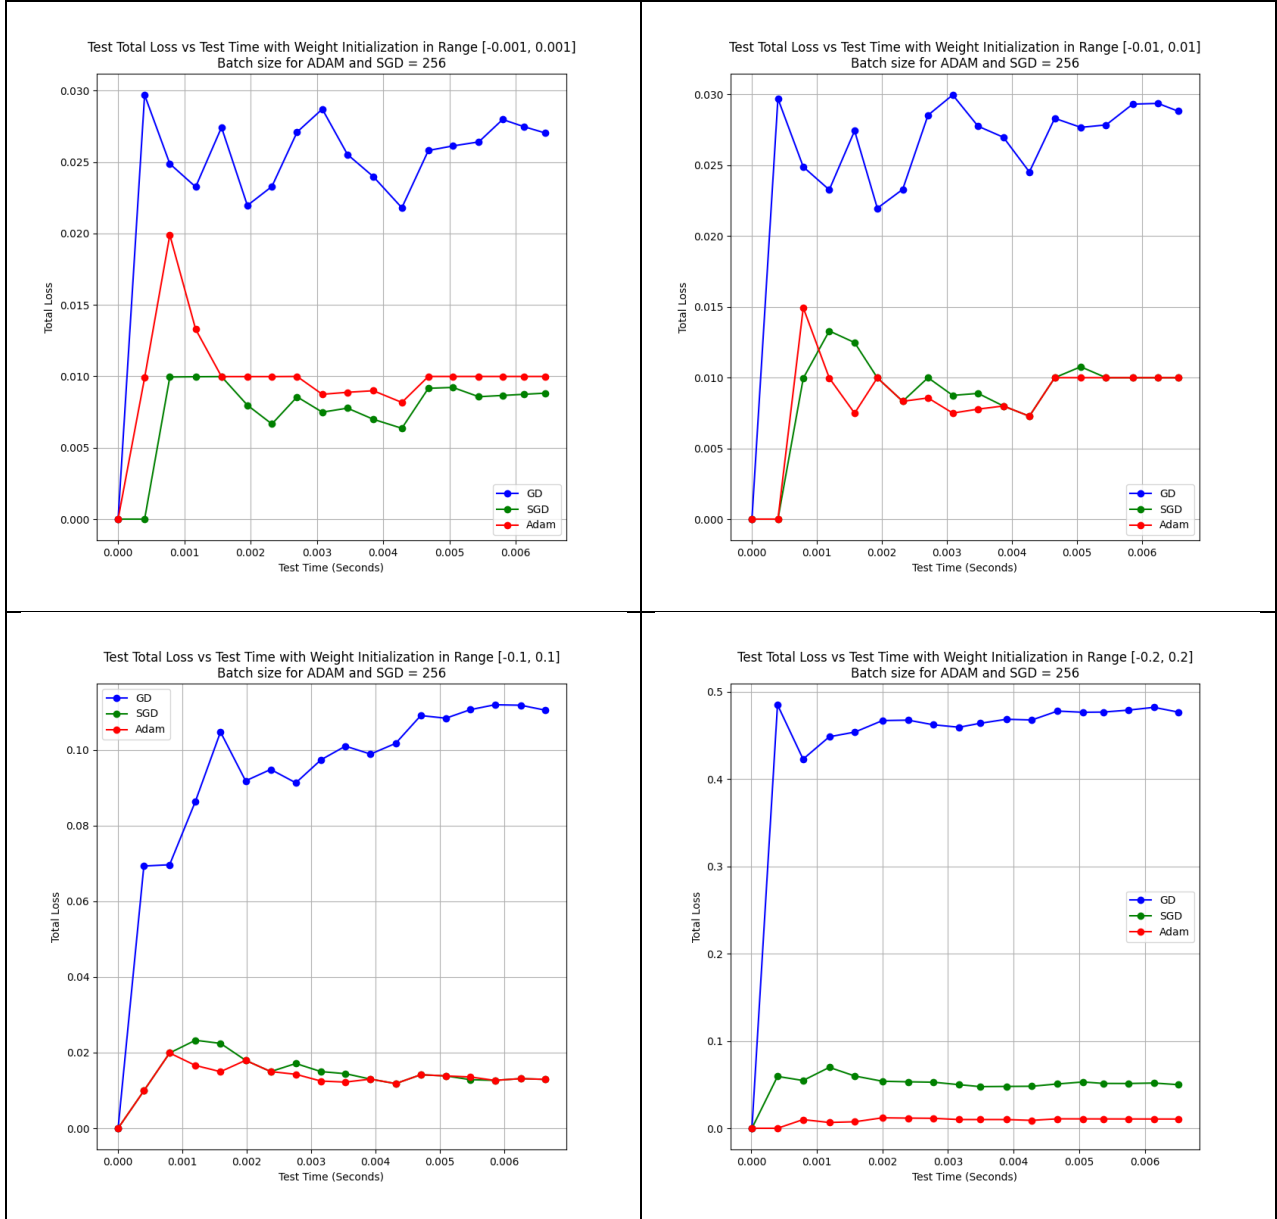 Test Total Loss vs Test Time with Weight Initialization in Range [-0.001, 0.001]
Batch size for ADAM and SGD = 256
0.030
0.025
0.020
0.015
0.010
0.005
0.000
Total Loss
GD
SGD
Adam
0.000 0.001 0.002 0.003 0.004 0.005 0.006
Test Time (Seconds)
Test Total Loss vs Test Time with Weight Initialization in Range [-0.01, 0.01]
Batch size for ADAM and SGD = 256
0.030
0.025
0.020
0.015
0.010
0.005
0.000
Total Loss
GD
SGD
Adam
0.000 0.001 0.002 0.003 0.004 0.005 0.006
Test Time (Seconds)
Test Total Loss vs Test Time with Weight Initialization in Range [-0.1, 0.1]
Batch size for ADAM and SGD = 256
GD
SGD
Adam
0.10
0.08
0.06
0.04
0.02
0.00
Total Loss
0.000 0.001 0.002 0.003 0.004 0.005 0.006
Test Time (Seconds)
Test Total Loss vs Test Time with Weight Initialization in Range [-0.2, 0.2]
Batch size for ADAM and SGD = 256
0.5
0.4
0.3
0.2
0.1
0.0
Total Loss
GD
SGD
Adam
0.000 0.001 0.002 0.003 0.004 0.005 0.006
Test Time (Seconds)